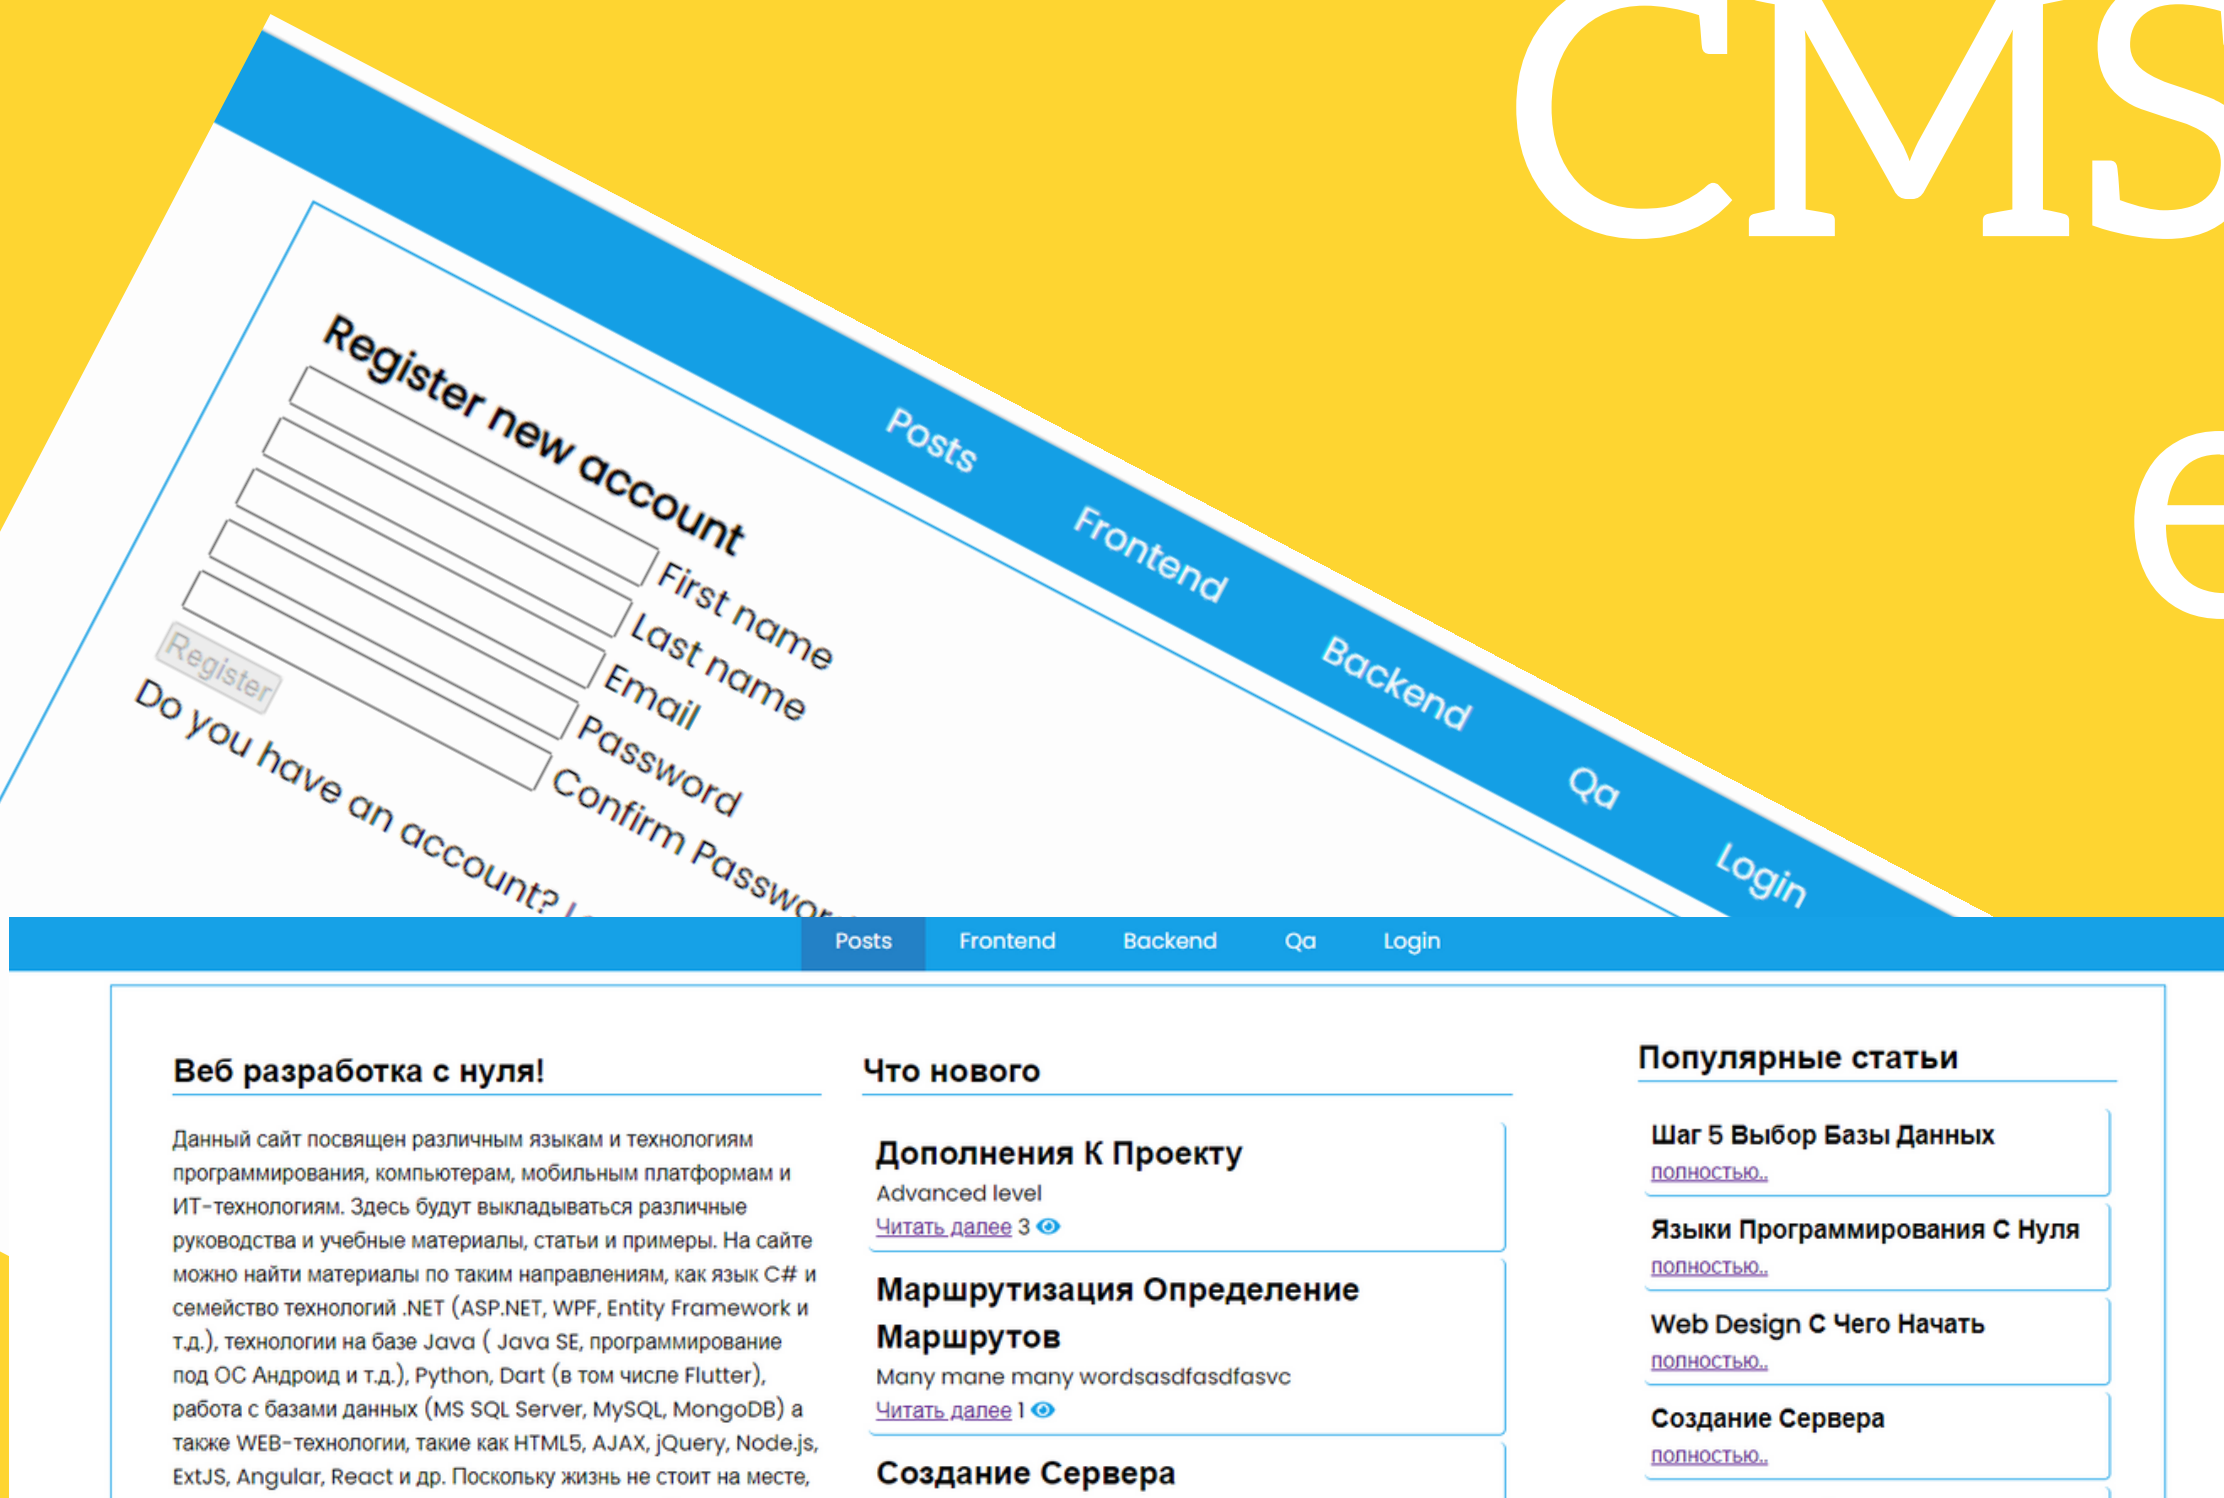 CMS
e
Posts
Frontend
Backend
Qa
Login
Register new account
First name
Last name
Email
Password
Confirm
Register
Do you have an account?
Posts Frontend Backend Qa Login
Веб разработка с нуля!
Данный сайт посвящен различным языкам и технологиям
программирования, компьютерам, мобильным платформам и
ИТ-технологиям. Здесь будут выкладываться различные
руководства и учебные материалы, статьи и примеры. На сайте
можно найти материалы по таким направлениям, как язык C# и
семейство технологий .NET (ASP.NET, WPF, Entity Framework и
т.д.), технологии на базе Java ( Java SE, программирование
под ОС Андроид и т.д.), Python, Dart (в том числе Flutter),
работа с базами данных (MS SQL Server, MySQL, MongoDB) а
также WEB-технологии, такие как HTML5, AJAX, jQuery, Node.js,
ExtJS, Angular, React и др. Поскольку жизнь не стоит на месте,
Что нового
Дополнения К Проекту
Advanced level
Читать далее 3
Маршрутизация Определение
Маршрутов
Many mane many wordsasdfasdfasvc
Читать далее 1
Создание Сервера
Популярные статьи
Шаг 5 Выбор Базы Данных
полностью..
Языки Программирования С Нуля
полностью..
Web Design С Чего Начать
полностью..
Создание Сервера
полностью..